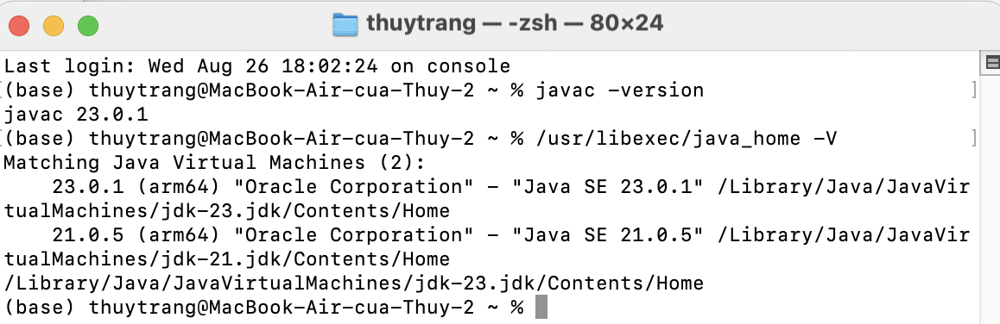 thuytrang — -zsh — 80×24
Last login: Wed Aug 26 18:02:24 on console
[(base) thuytrang@MacBook-Air-cua-Thuy-2 ~ % javac -version ]
javac 23.0.1
[(base) thuytrang@MacBook-Air-cua-Thuy-2 ~ % /usr/libexec/java_home -V ]
Matching Java Virtual Machines (2):
    23.0.1 (arm64) "Oracle Corporation" - "Java SE 23.0.1" /Library/Java/JavaVir
tualMachines/jdk-23.jdk/Contents/Home
    21.0.5 (arm64) "Oracle Corporation" - "Java SE 21.0.5" /Library/Java/JavaVir
tualMachines/jdk-21.jdk/Contents/Home
/Library/Java/JavaVirtualMachines/jdk-23.jdk/Contents/Home
(base) thuytrang@MacBook-Air-cua-Thuy-2 ~ %